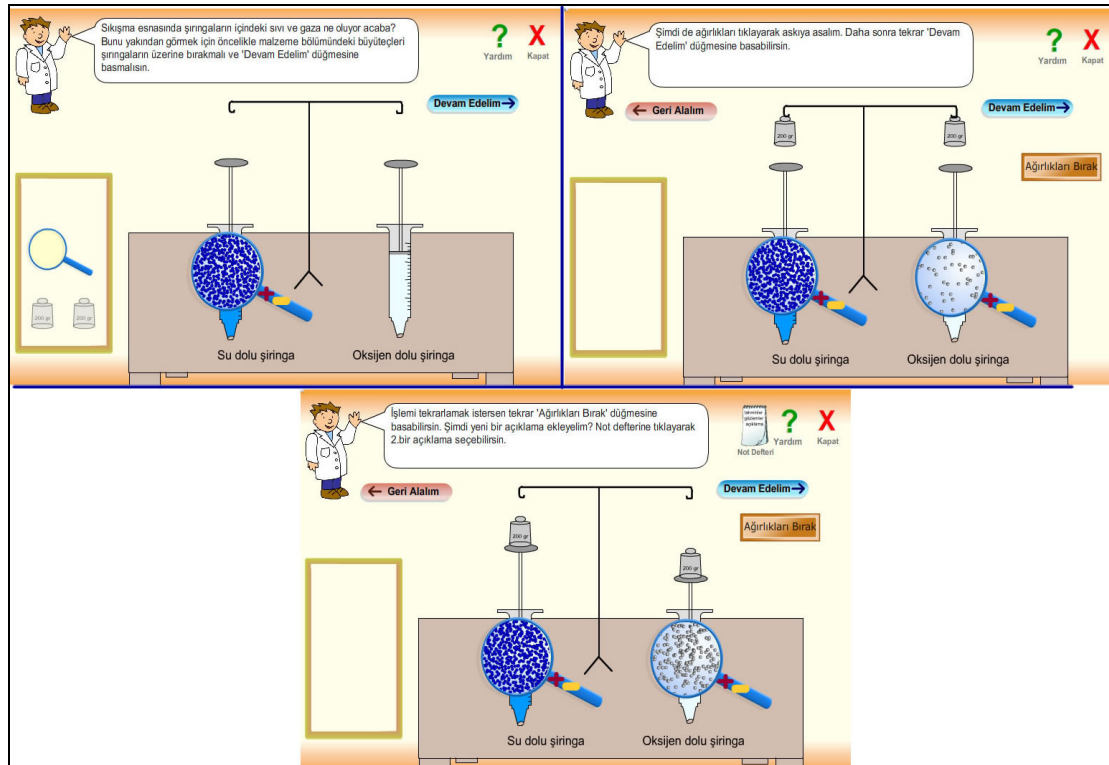 Sıkışma esnasında şırıngaların içindeki sıvı ve gaza ne oluyor acaba?
Bunu yakından görmek için öncelikle malzeme bölümündeki büyüteçleri
şırıngaların üzerine bırakmalı ve 'Devam Edelim' düğmesine
basmalısın.
?
Yardım
X
Kapat
Devam Edelim→
200 gr
200 gr
Su dolu şiringa
Oksijen dolu şiringa
Şimdi de ağırlıkları tıklayarak askıya asalım. Daha sonra tekrar 'Devam
Edelim' düğmesine basabilirsin.
?
Yardım
X
Kapat
← Geri Alalım
Devam Edelim→
200 gr
200 gr
Ağırlıkları Bırak
Su dolu şiringa
Oksijen dolu şiringa
İşlemi tekrarlamak istersen tekrar 'Ağırlıkları Bırak' düğmesine
basabilirsin. Şimdi yeni bir açıklama ekleyelim? Not defterine tıklayarak
2.bir açıklama seçebilirsin.
Not Defteri
?
Yardım
X
Kapat
← Geri Alalım
Devam Edelim→
Ağırlıkları Bırak
200 gr
200 gr
Su dolu şiringa
Oksijen dolu şiringa